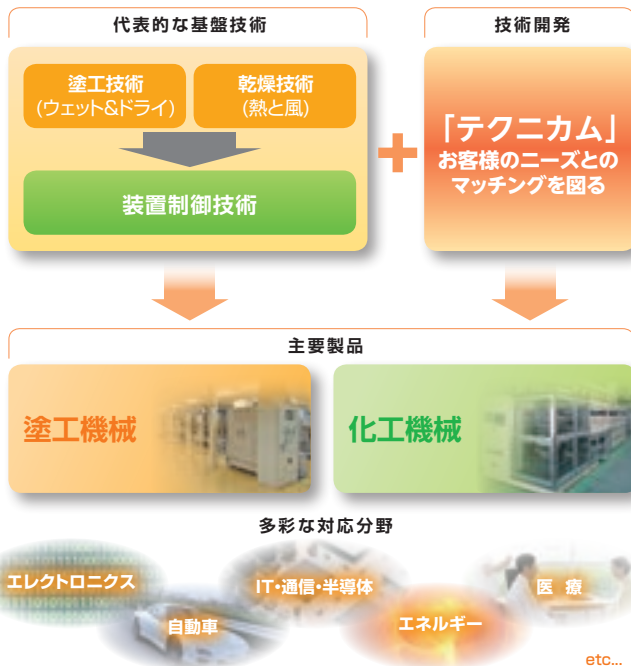 代表的な基盤技術
技術開発
塗工技術
(ウェット&ドライ)
乾燥技術
(熱と風)
装置制御技術
「テクニカム」
お客様のニーズとの
マッチングを図る
主要製品
塗工機械
化工機械
多彩な対応分野
エレクトロニクス
自動車
IT・通信・半導体
エネルギー
医 療
etc...